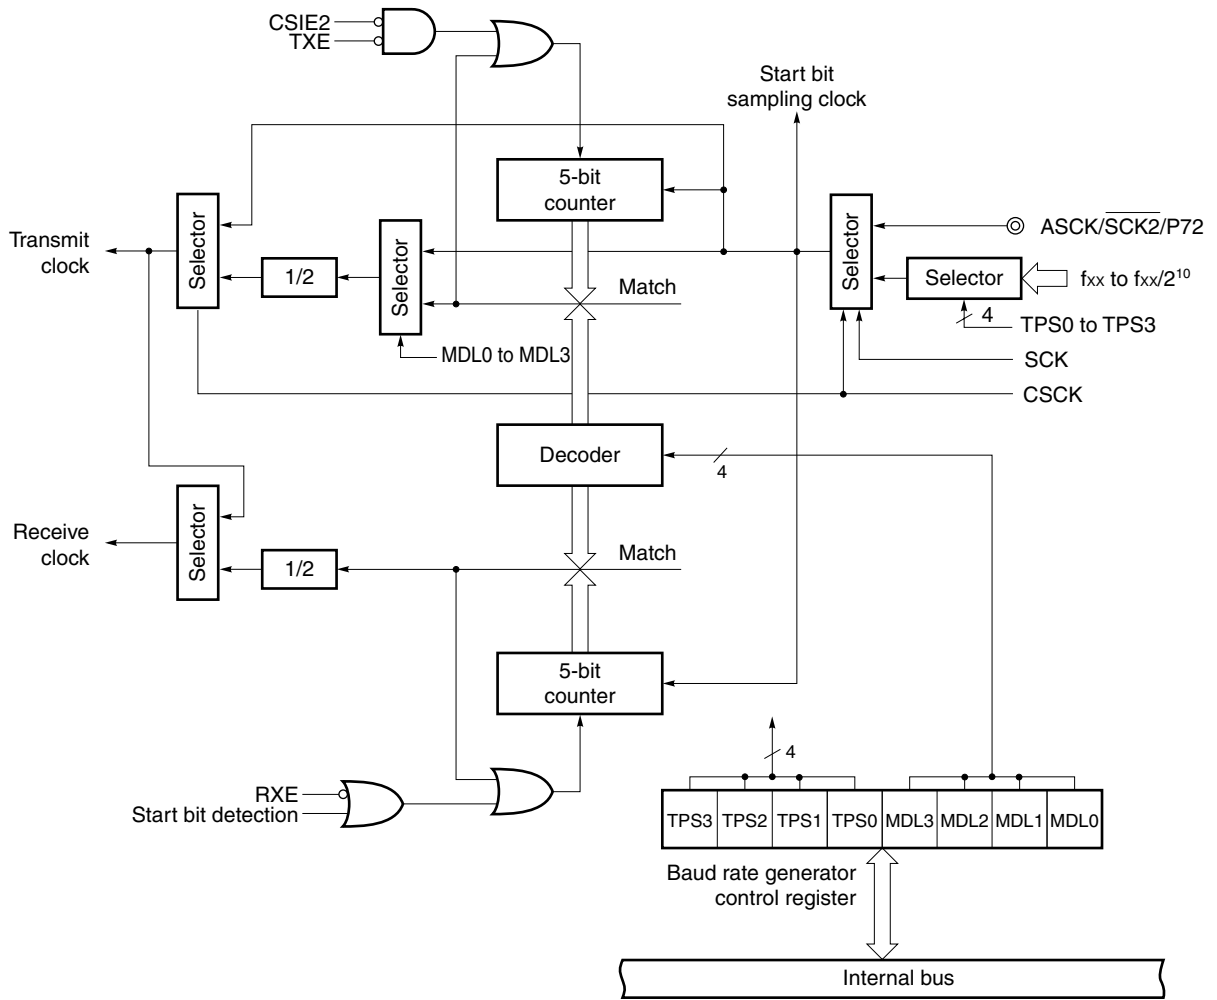 CSIE2
TXE
Start bit
sampling clock
5-bit
counter
Selector
Selector
Selector
ASCK/S̅C̅K̅2̅/P72
Transmit
clock
1/2
Match
Selector
fxx to fxx/2¹⁰
4
TPS0 to TPS3
MDL0 to MDL3
SCK
CSCK
Decoder
4
Receive
clock
Selector
1/2
Match
5-bit
counter
4
RXE
Start bit detection
TPS3 TPS2 TPS1 TPS0 MDL3 MDL2 MDL1 MDL0
Baud rate generator
control register
Internal bus